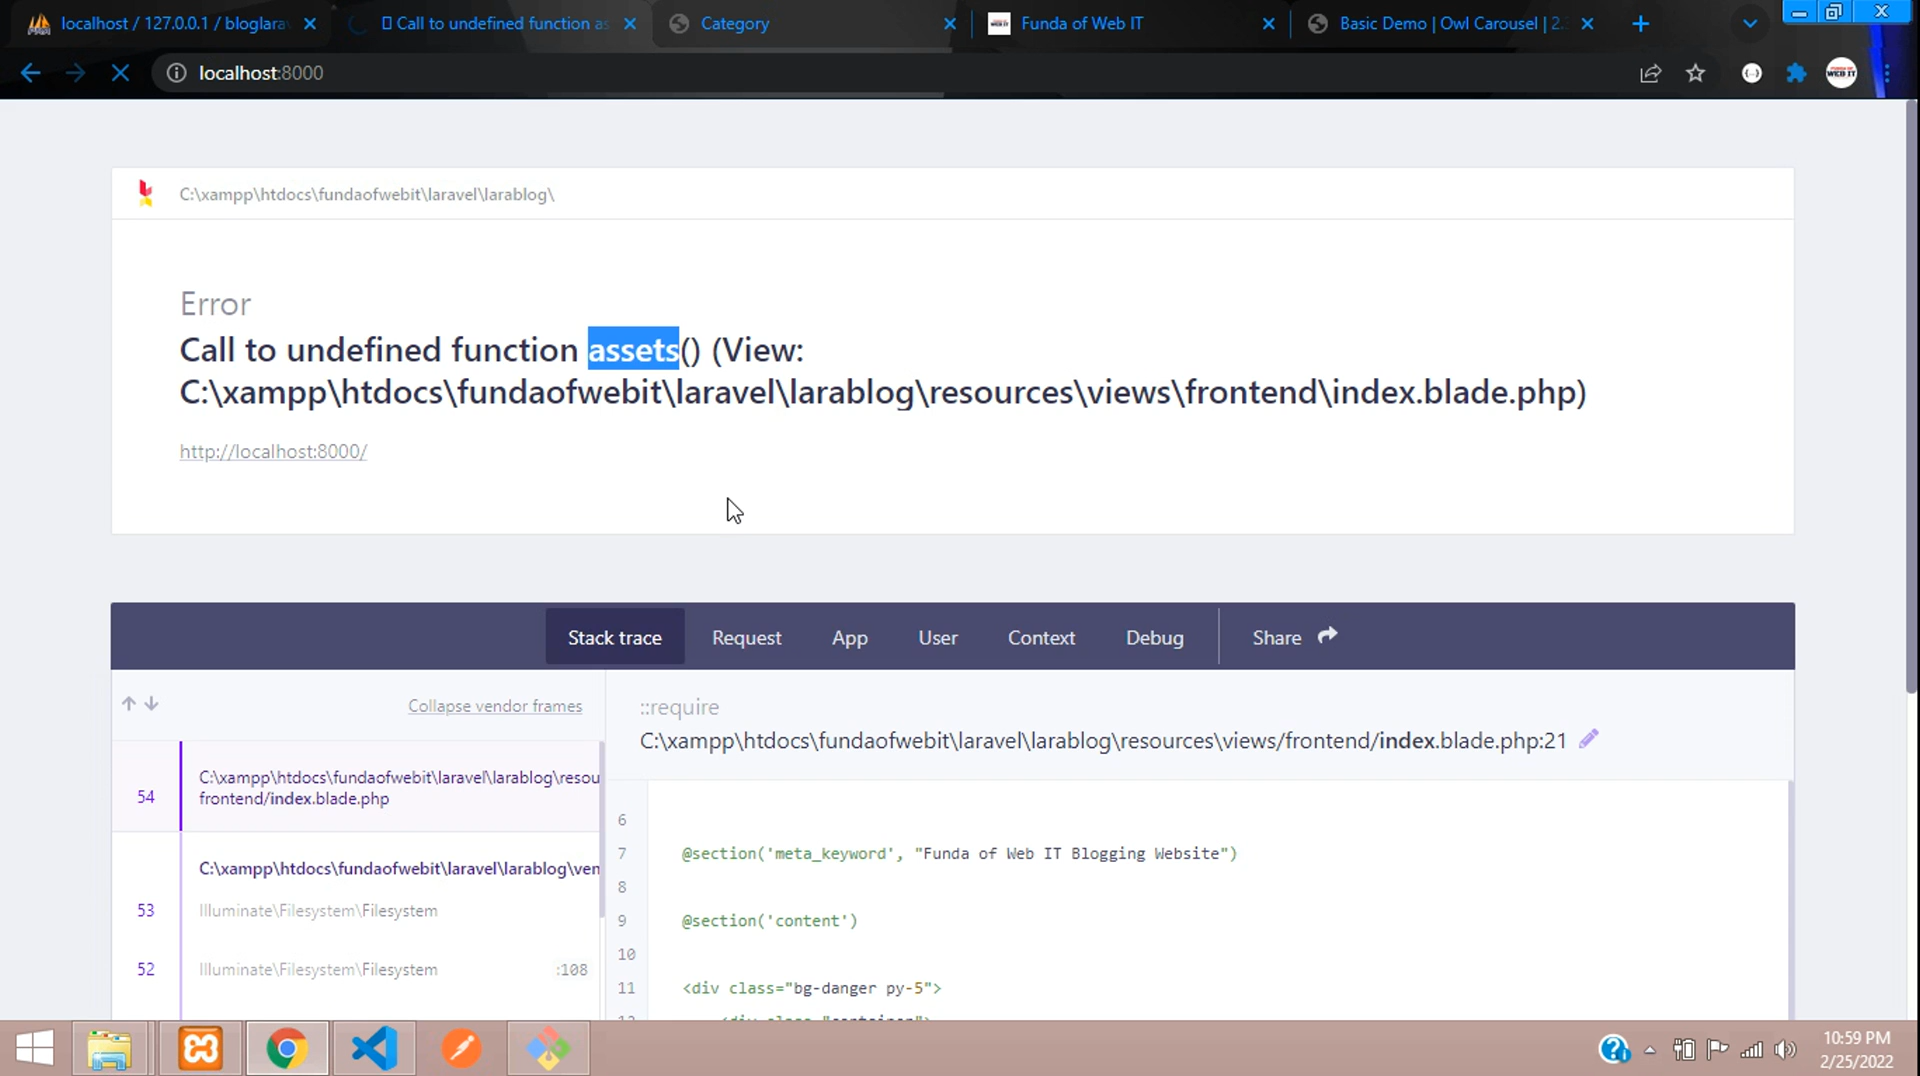 localhost / 127.0.0.1 / bloglara
Call to undefined function as
Category
Funda of Web IT
Basic Demo | Owl Carousel | 2.
localhost:8000
C:\xampp\htdocs\fundaofwebit\laravel\larablog\
Error
Call to undefined function assets() (View:
C:\xampp\htdocs\fundaofwebit\laravel\larablog\resources\views\frontend\index.blade.php)
http://localhost:8000/
Stack trace
Request
App
User
Context
Debug
Share
Collapse vendor frames
::require
C:\xampp\htdocs\fundaofwebit\laravel\larablog\resources\views/frontend/index.blade.php:21
54
C:\xampp\htdocs\fundaofwebit\laravel\larablog\resou
frontend/index.blade.php
C:\xampp\htdocs\fundaofwebit\laravel\larablog\ven
53
Illuminate\Filesystem\Filesystem
52
Illuminate\Filesystem\Filesystem
:108
6
7 @section('meta_keyword', "Funda of Web IT Blogging Website")
8
9 @section('content')
10
11 <div class="bg-danger py-5">
10:59 PM
2/25/2022